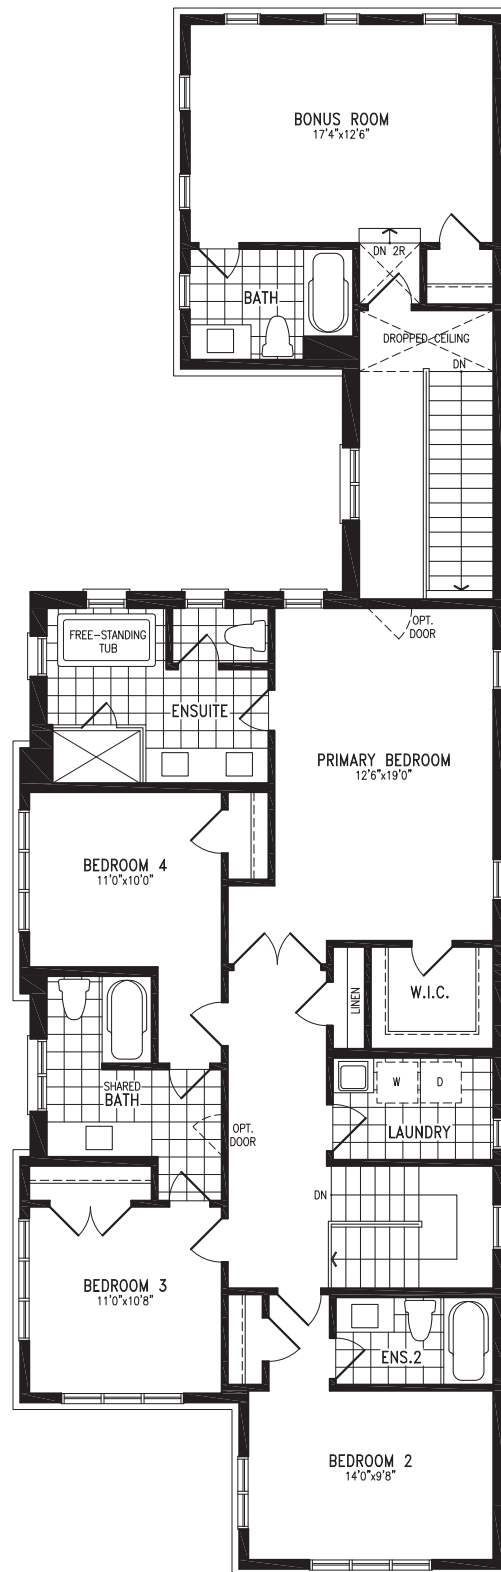 BONUS ROOM
17'4"x12'6"
DN 2R
BATH
DROPPED CEILING
DN
FREE-STANDING
TUB
OPT.
DOOR
ENSUITE
PRIMARY BEDROOM
12'6"x19'0"
BEDROOM 4
11'0"x10'0"
LINEN
W.I.C.
SHARED
BATH
W
D
OPT.
DOOR
LAUNDRY
DN
BEDROOM 3
11'0"x10'8"
ENS.2
BEDROOM 2
14'0"x9'8"